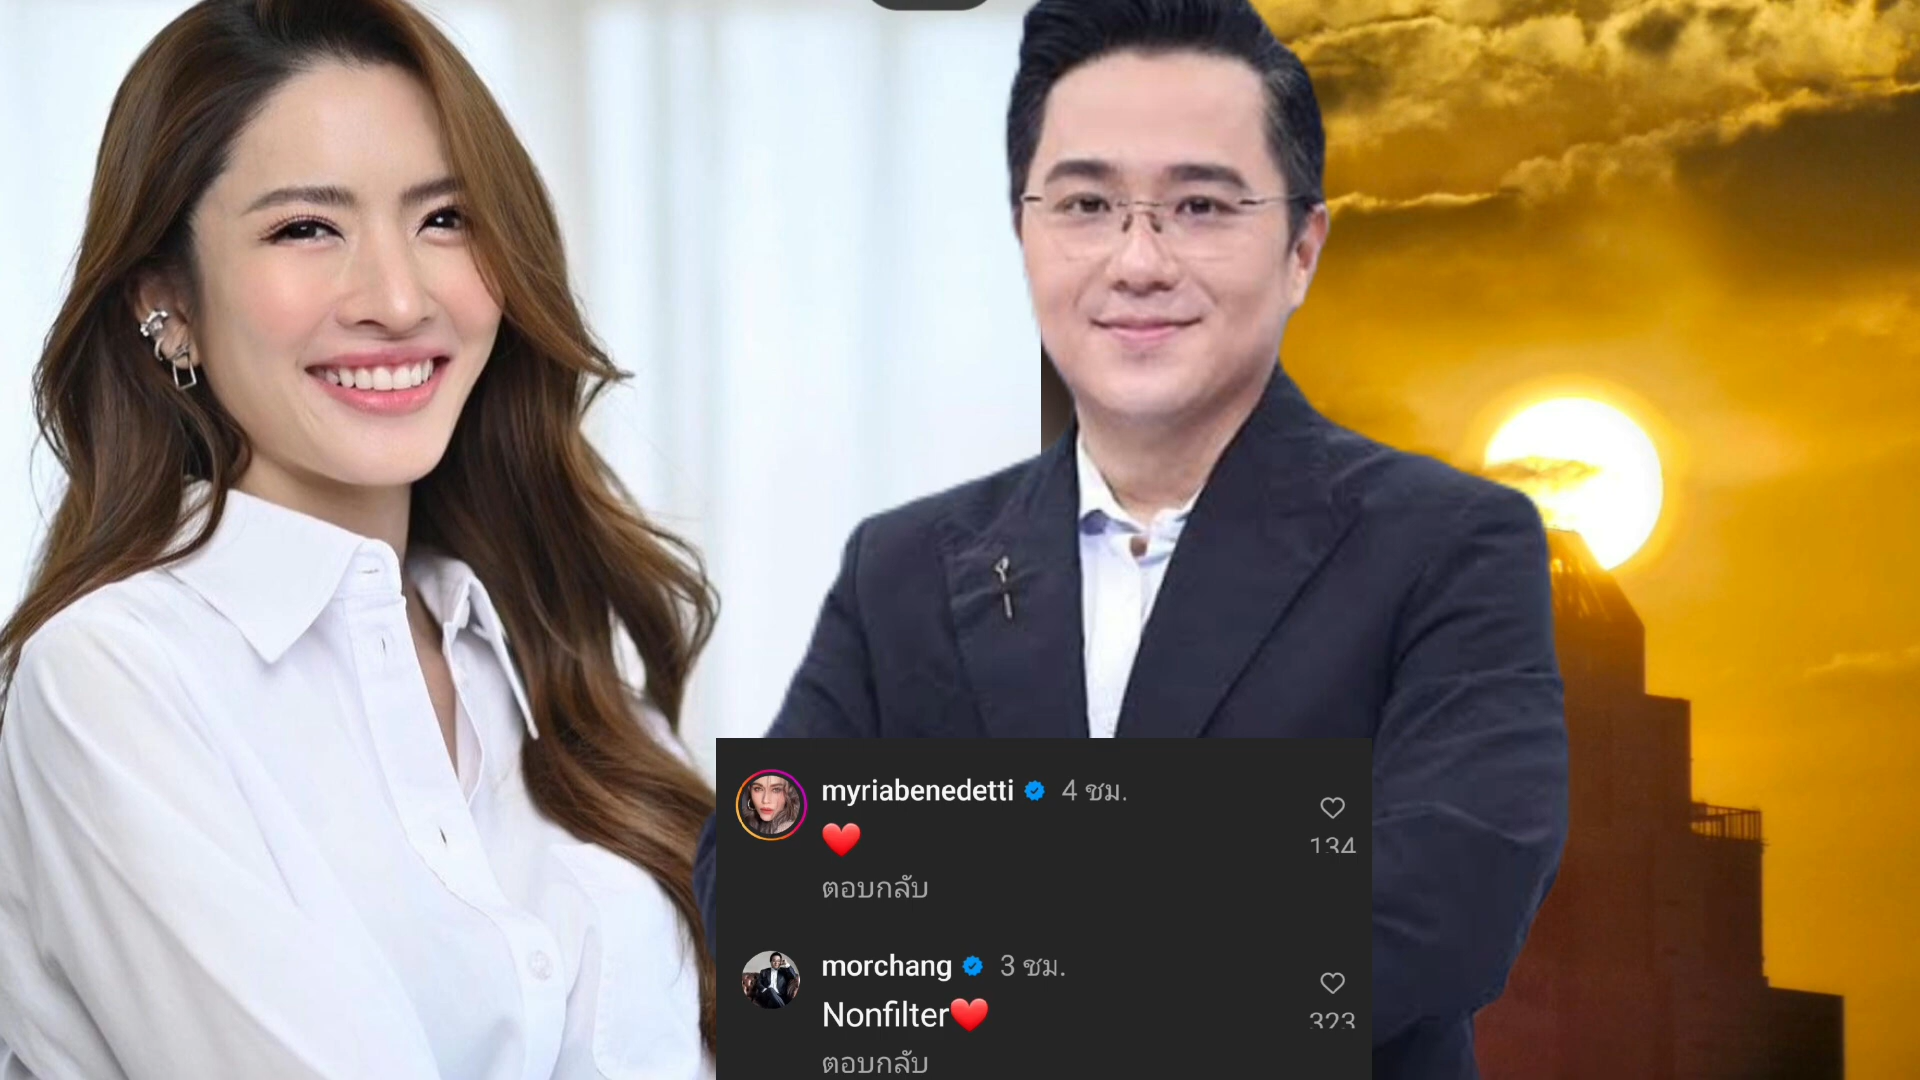 myriabenedetti 4 ชม.
❤️
134
ตอบกลับ
morchang 3 ชม.
Nonfilter❤️
323
ตอบกลับ